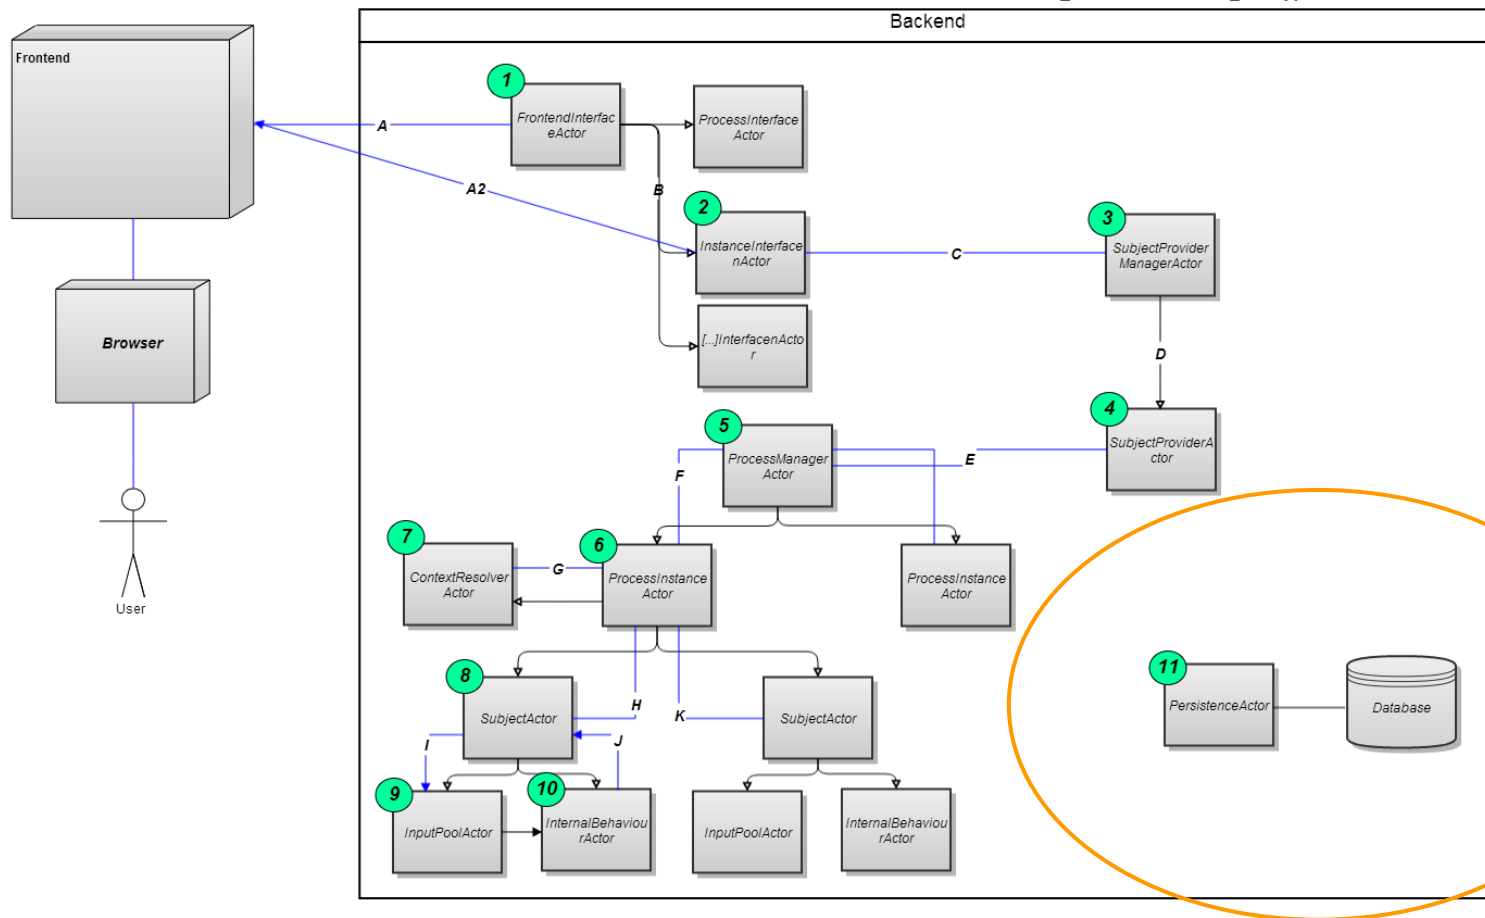 Backend
Frontend
1
FrontendInterfac
eActor
ProcessInterface
Actor
A
A2
B
2
InstanceInterface
nActor
C
3
SubjectProvider
ManagerActor
[...]InterfacenActo
r
Browser
D
4
SubjectProviderA
ctor
5
ProcessManager
Actor
E
F
User
7
ContextResolver
Actor
G
6
ProcessInstance
Actor
ProcessInstance
Actor
8
SubjectActor
H
K
SubjectActor
I
J
11
PersistenceActor
Database
9
InputPoolActor
10
InternalBehaviou
rActor
InputPoolActor
InternalBehaviou
rActor